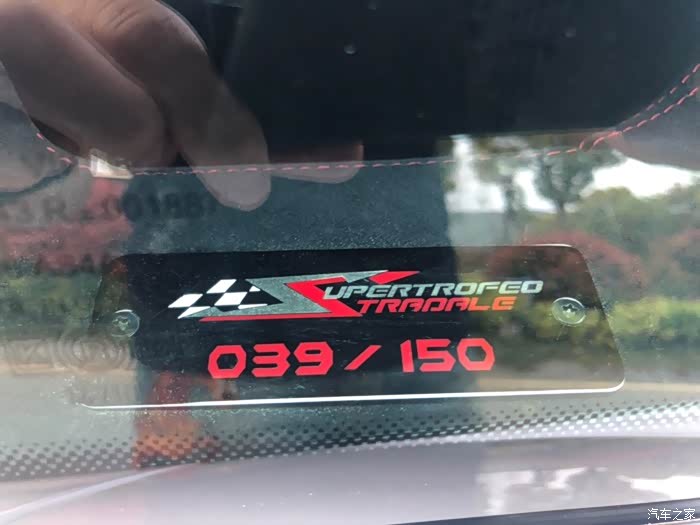 SUPERTROFEO
STRADALE
039 / 150
汽车之家